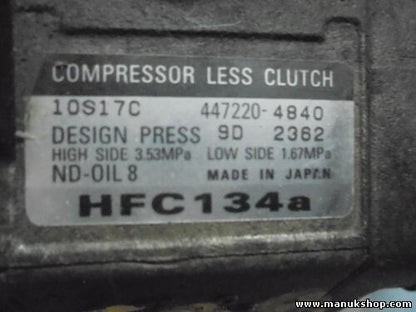 COMPRESSOR LESS CLUTCH
10S17C 447220-4840
DESIGN PRESS 9D 2362
HIGH SIDE 3.53MPa LOW SIDE 1.67MPa
ND-OIL 8 MADE IN JAPAN
HFC134a
www.manukshop.com